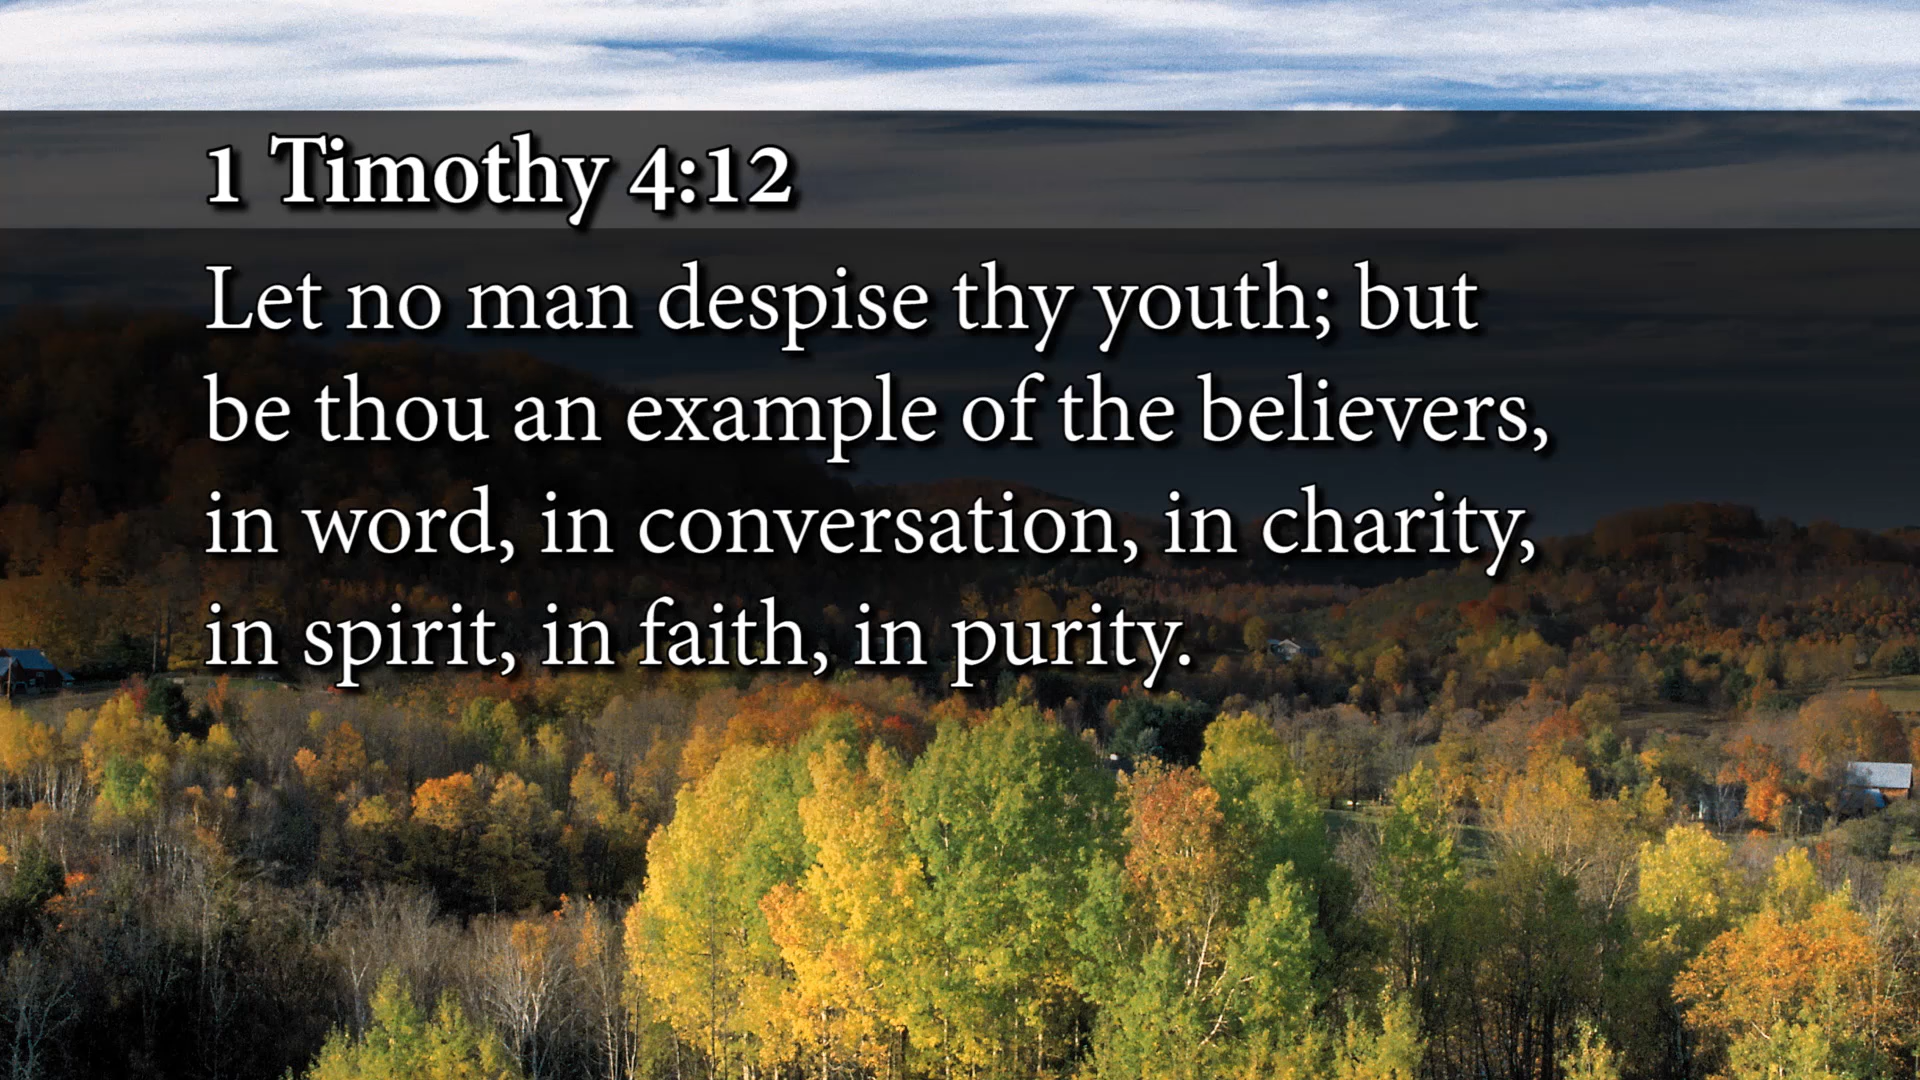 1 Timothy 4:12
Let no man despise thy youth; but
be thou an example of the believers,
in word, in conversation, in charity,
in spirit, in faith, in purity.